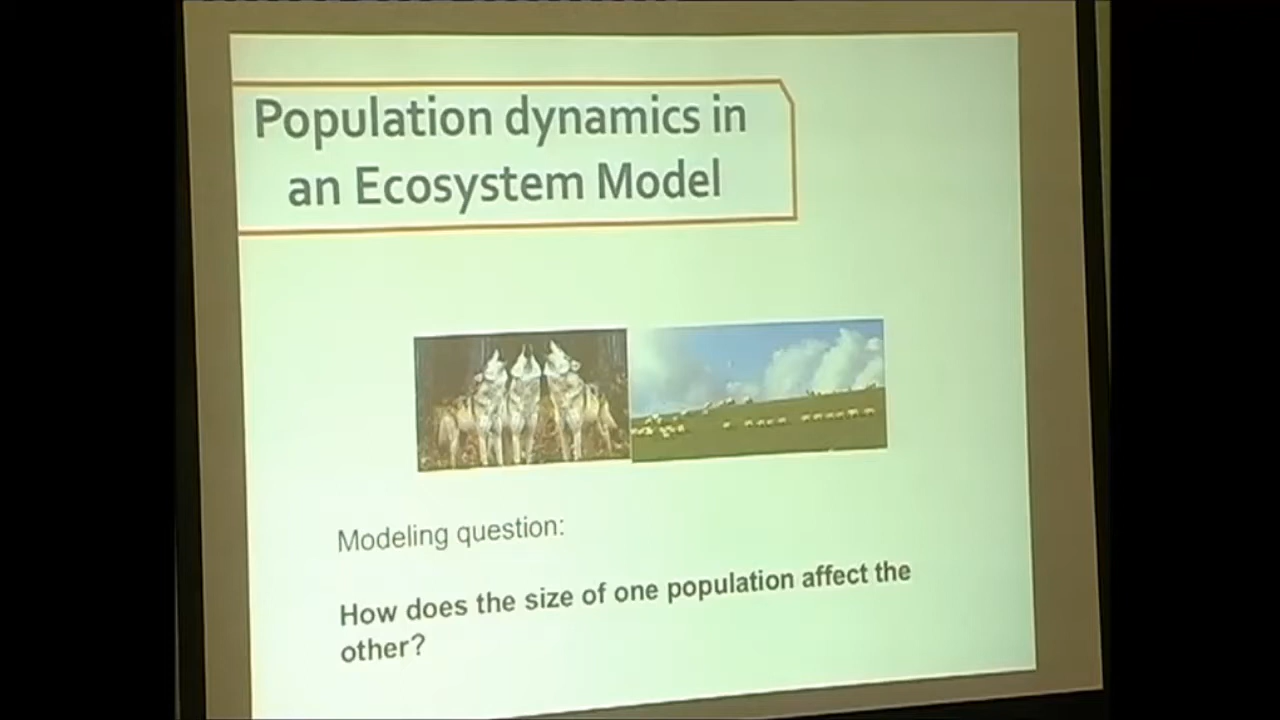 Population dynamics in
an Ecosystem Model
Modeling question:
How does the size of one population affect the
other?